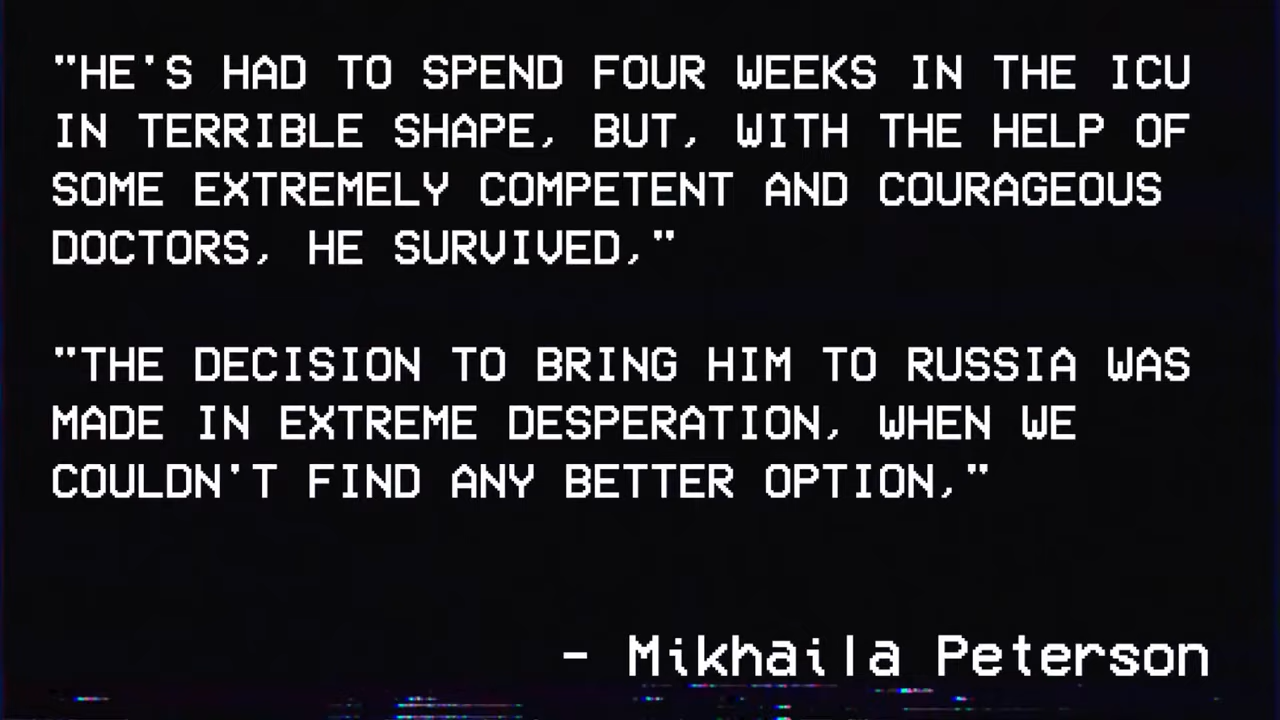 "HE'S HAD TO SPEND FOUR WEEKS IN THE ICU
IN TERRIBLE SHAPE, BUT, WITH THE HELP OF
SOME EXTREMELY COMPETENT AND COURAGEOUS
DOCTORS, HE SURVIVED,"
"THE DECISION TO BRING HIM TO RUSSIA WAS
MADE IN EXTREME DESPERATION, WHEN WE
COULDN'T FIND ANY BETTER OPTION,"
- Mikhaila Peterson